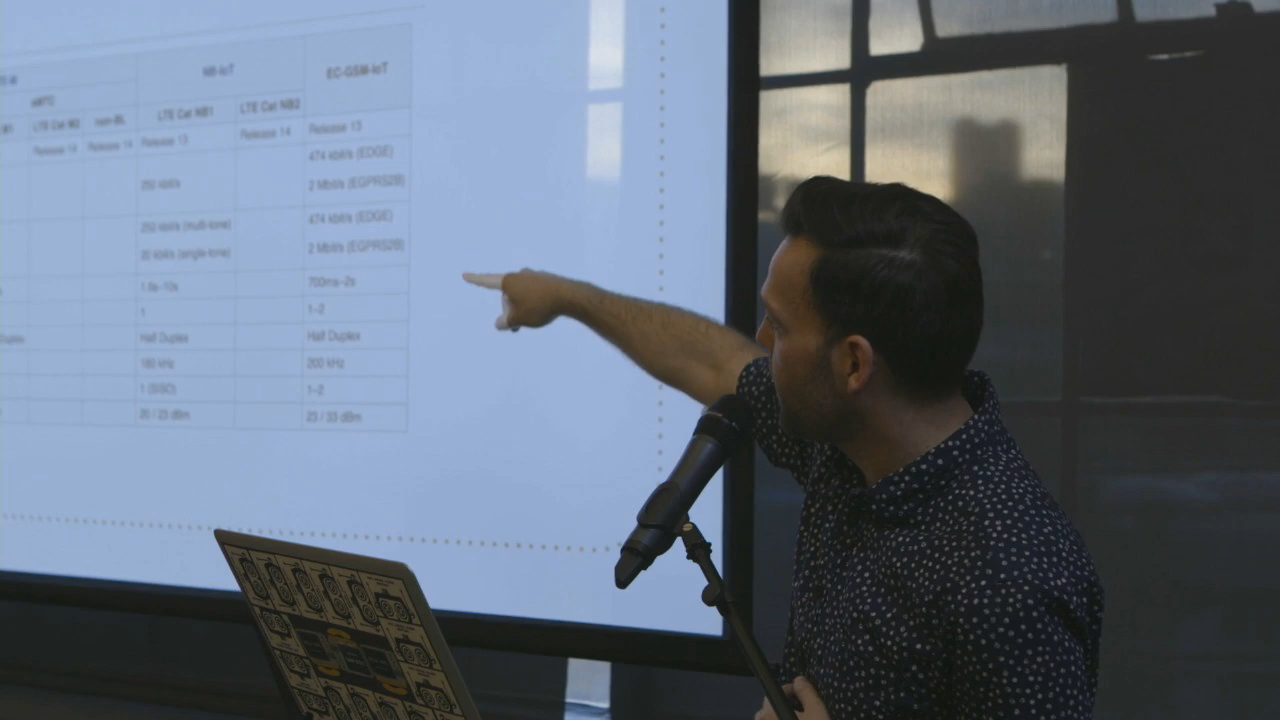 NB-IoT EC-GSM-IoT
eMTC
LTE Cat NB1 LTE Cat NB2
M1 LTE Cat M2 non-BL
Release 14 Release 14 Release 13 Release 14 Release 13
474 kbit/s (EDGE)
250 kbit/s 2 Mbit/s (EGPRS2B)
250 kbit/s (multi-tone) 474 kbit/s (EDGE)
20 kbit/s (single-tone) 2 Mbit/s (EGPRS2B)
1.6s-10s 700ms-2s
1 1-2
Duplex Half Duplex Half Duplex
180 kHz 200 kHz
1 (SISO) 1-2
20 / 23 dBm 23 / 33 dBm